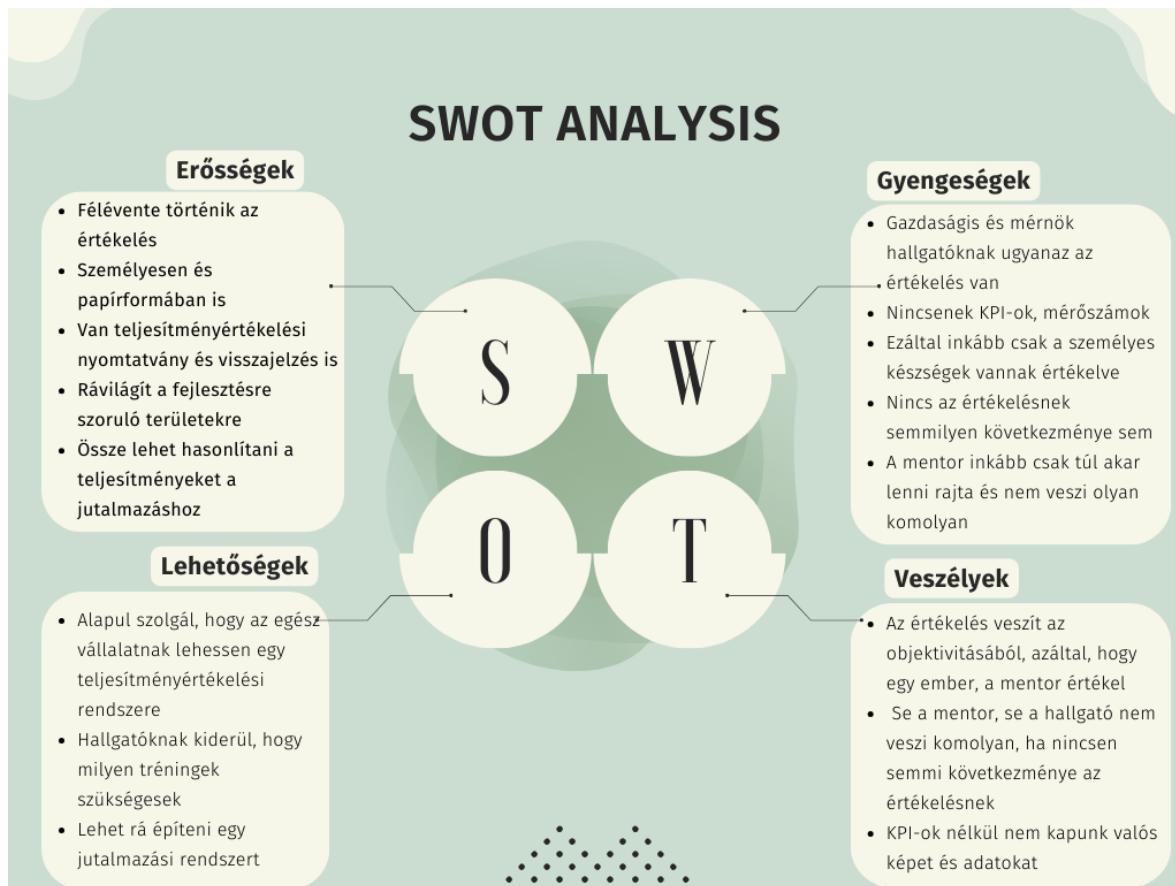 SWOT ANALYSIS
Erősségek
• Félévente történik az
értékelés
• Személyesen és
papírformában is
• Van teljesítményértékelési
nyomtatvány és visszajelzés is
• Rávilágít a fejlesztésre
szoruló területekre
• Össze lehet hasonlítani a
teljesítményeket a
jutalmazáshoz
Gyengeségek
• Gazdaságis és mérnök
hallgatóknak ugyanaz az
értékelés van
• Nincsenek KPI-ok, mérőszámok
• Ezáltal inkább csak a személyes
készségek vannak értékelve
• Nincs az értékelésnek
semmilyen következménye sem
• A mentor inkább csak túl akar
lenni rajta és nem veszi olyan
komolyan
S
W
O
T
Lehetőségek
• Alapul szolgál, hogy az egész
vállalatnak lehessen egy
teljesítményértékelési
rendszere
• Hallgatóknak kiderül, hogy
milyen tréningek
szükségesek
• Lehet rá építeni egy
jutalmazási rendszert
Veszélyek
• Az értékelés veszít az
objektivitásából, azáltal, hogy
egy ember, a mentor értékel
• Se a mentor, se a hallgató nem
veszi komolyan, ha nincsen
semmi következménye az
értékelésnek
• KPI-ok nélkül nem kapunk valós
képet és adatokat